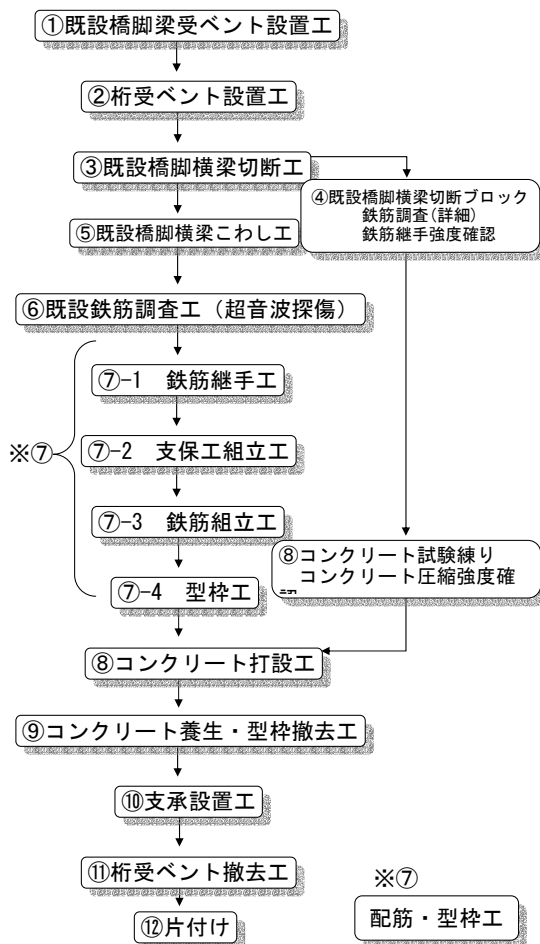 ①既設橋脚梁受ベント設置工
②桁受ベント設置工
③既設橋脚横梁切断工
④既設橋脚横梁切断ブロック
鉄筋調査(詳細)
鉄筋継手強度確認
⑤既設橋脚横梁こわし工
⑥既設鉄筋調査工（超音波探傷）
⑦-1　鉄筋継手工
※⑦
⑦-2　支保工組立工
⑦-3　鉄筋組立工
⑧コンクリート試験練り
コンクリート圧縮強度確
⑦-4　型枠工
⑧コンクリート打設工
⑨コンクリート養生・型枠撤去工
⑩支承設置工
⑪桁受ベント撤去工
⑫片付け
※⑦
配筋・型枠工